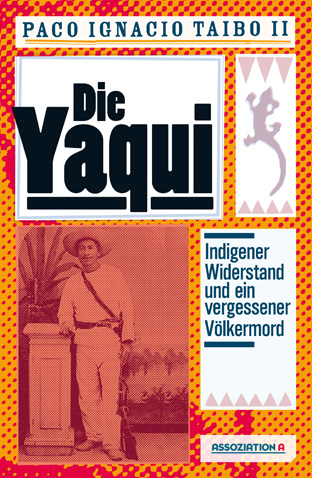 PACO IGNACIO TAIBO II
Die
Yaqui
Indigener
Widerstand
und ein
vergessener
Völkermord
ASSOZIATION A